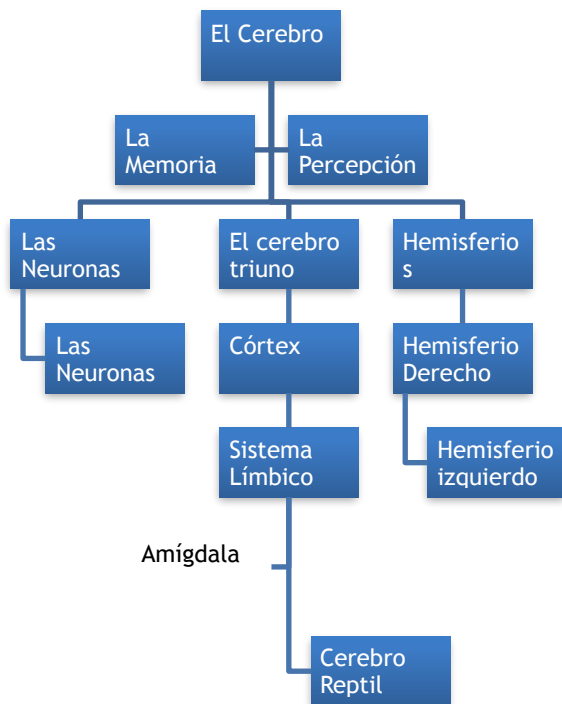 El Cerebro
La
Memoria
La
Percepción
Las
Neuronas
El cerebro
triuno
Hemisferio
s
Las
Neuronas
Córtex
Hemisferio
Derecho
Sistema
Límbico
Hemisferio
izquierdo
Amígdala
Cerebro
Reptil